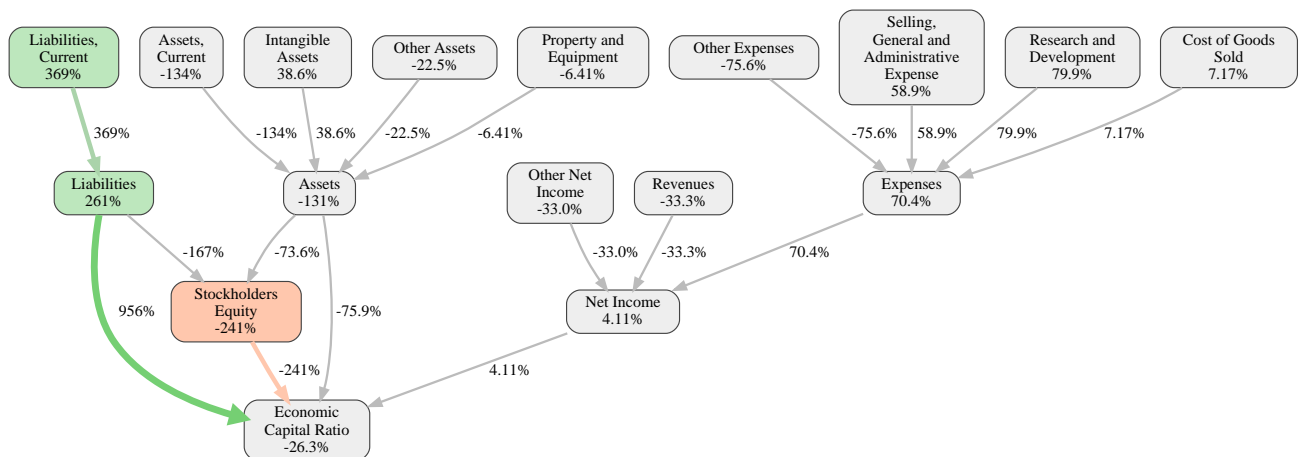 Liabilities,
Current
369%
Assets,
Current
-134%
Intangible
Assets
38.6%
Other Assets
-22.5%
Property and
Equipment
-6.41%
Other Expenses
-75.6%
Selling,
General and
Administrative
Expense
58.9%
Research and
Development
79.9%
Cost of Goods
Sold
7.17%
369%
-134%
38.6%
-22.5%
-6.41%
-75.6%
58.9%
79.9%
7.17%
Liabilities
261%
Assets
-131%
Other Net
Income
-33.0%
Revenues
-33.3%
Expenses
70.4%
-167%
-73.6%
-33.0%
-33.3%
70.4%
956%
Stockholders
Equity
-241%
-75.9%
Net Income
4.11%
-241%
4.11%
Economic
Capital Ratio
-26.3%